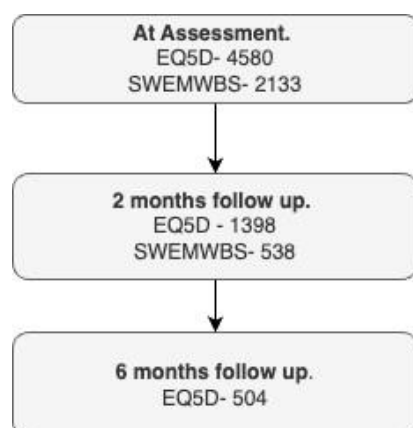 At Assessment.
EQ5D- 4580
SWEMWBS- 2133
2 months follow up.
EQ5D - 1398
SWEMWBS- 538
6 months follow up.
EQ5D- 504